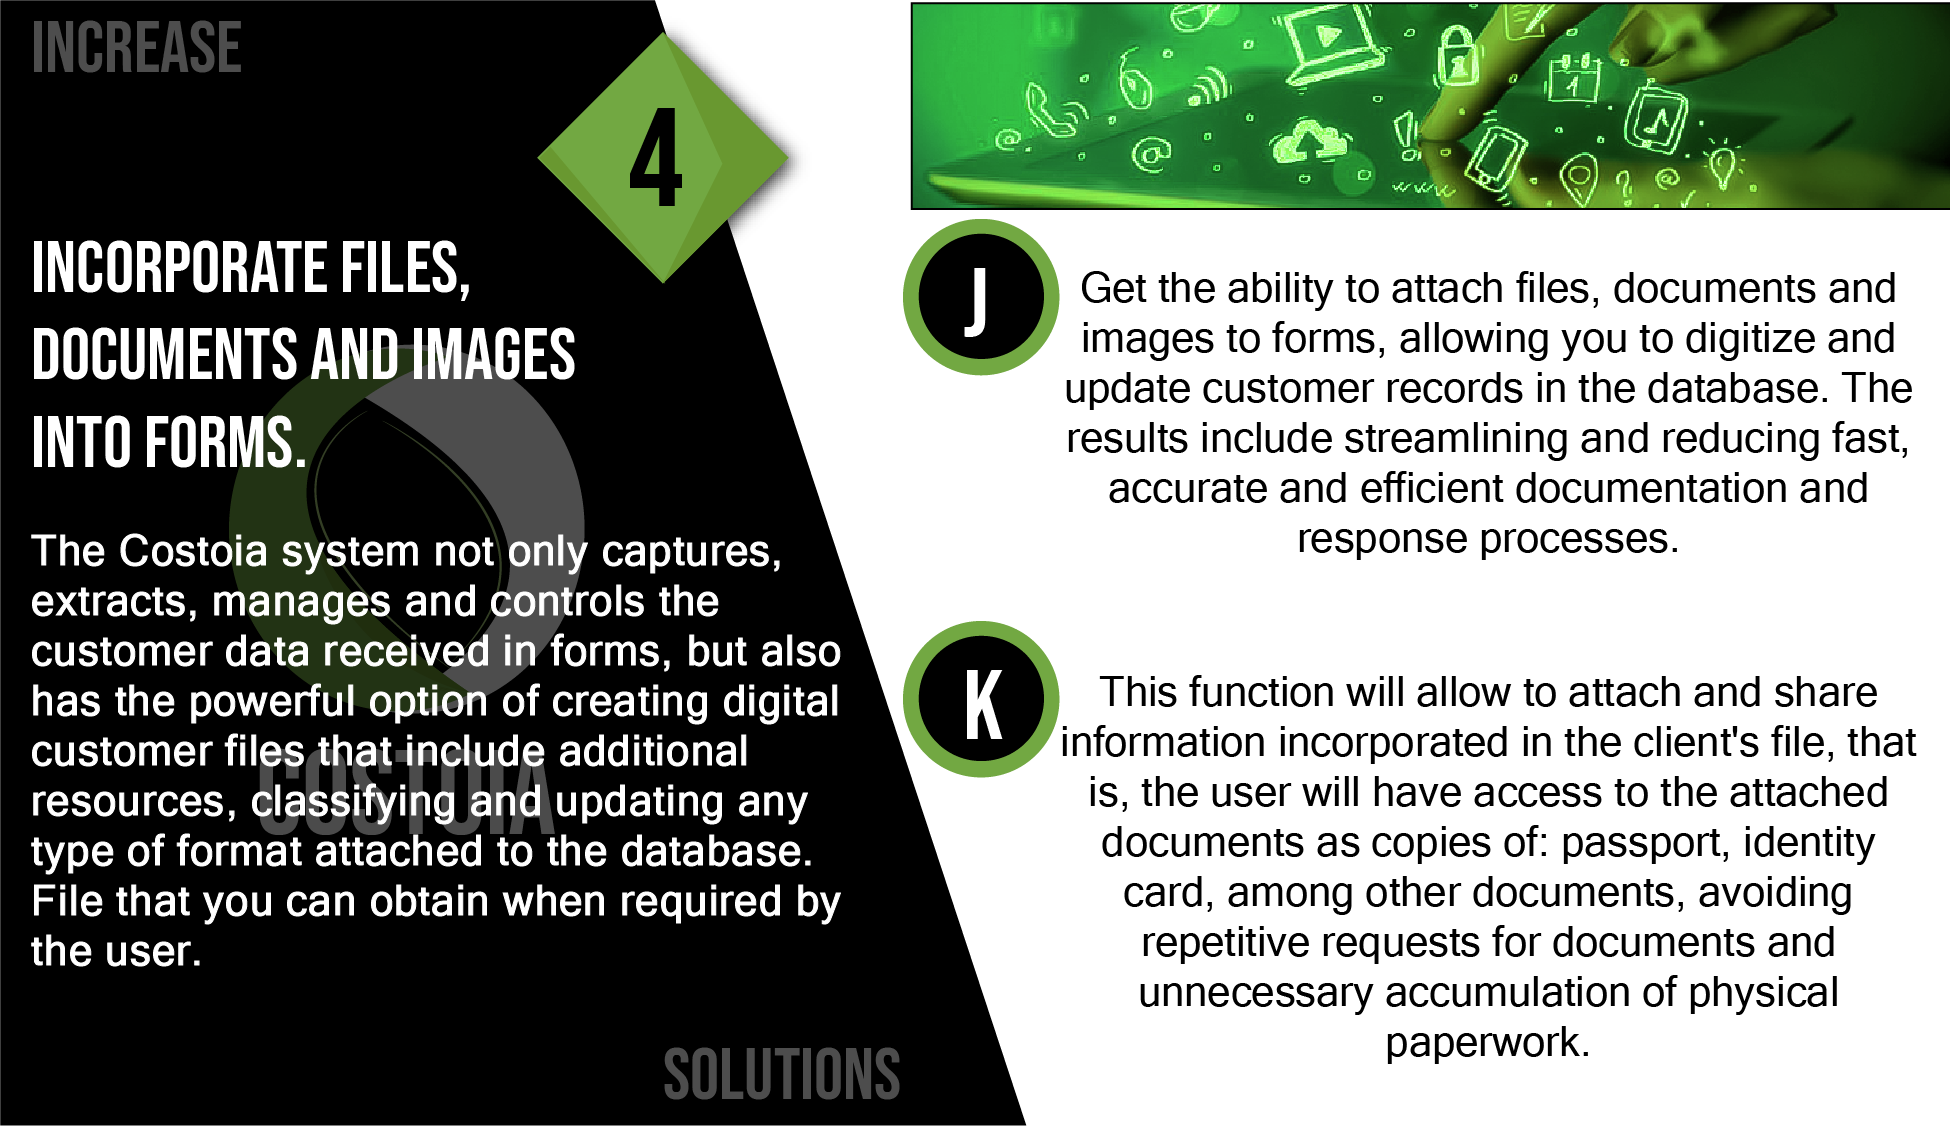 INCREASE
4
INCORPORATE FILES,
DOCUMENTS AND IMAGES
INTO FORMS.
The Costoia system not only captures,
extracts, manages and controls the
customer data received in forms, but also
has the powerful option of creating digital
customer files that include additional
resources, classifying and updating any
type of format attached to the database.
File that you can obtain when required by
the user.
COSTOIA
SOLUTIONS
1
www
J
Get the ability to attach files, documents and
images to forms, allowing you to digitize and
update customer records in the database. The
results include streamlining and reducing fast,
accurate and efficient documentation and
response processes.
K
This function will allow to attach and share
information incorporated in the client's file, that
is, the user will have access to the attached
documents as copies of: passport, identity
card, among other documents, avoiding
repetitive requests for documents and
unnecessary accumulation of physical
paperwork.